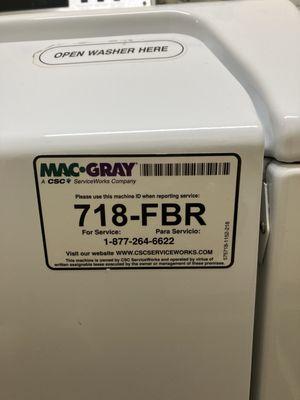 OPEN WASHER HERE
MAC•GRAY
A CSC ServiceWorks Company
Please use this machine ID when reporting service:
718-FBR
For Service: Para Servicio:
1-877-264-6622
Visit our website WWW.CSCSERVICEWORKS.COM
This machine is owned by CSC ServiceWorks and operated by virtue of
written assignable lease executed by the owner or management of these premises.